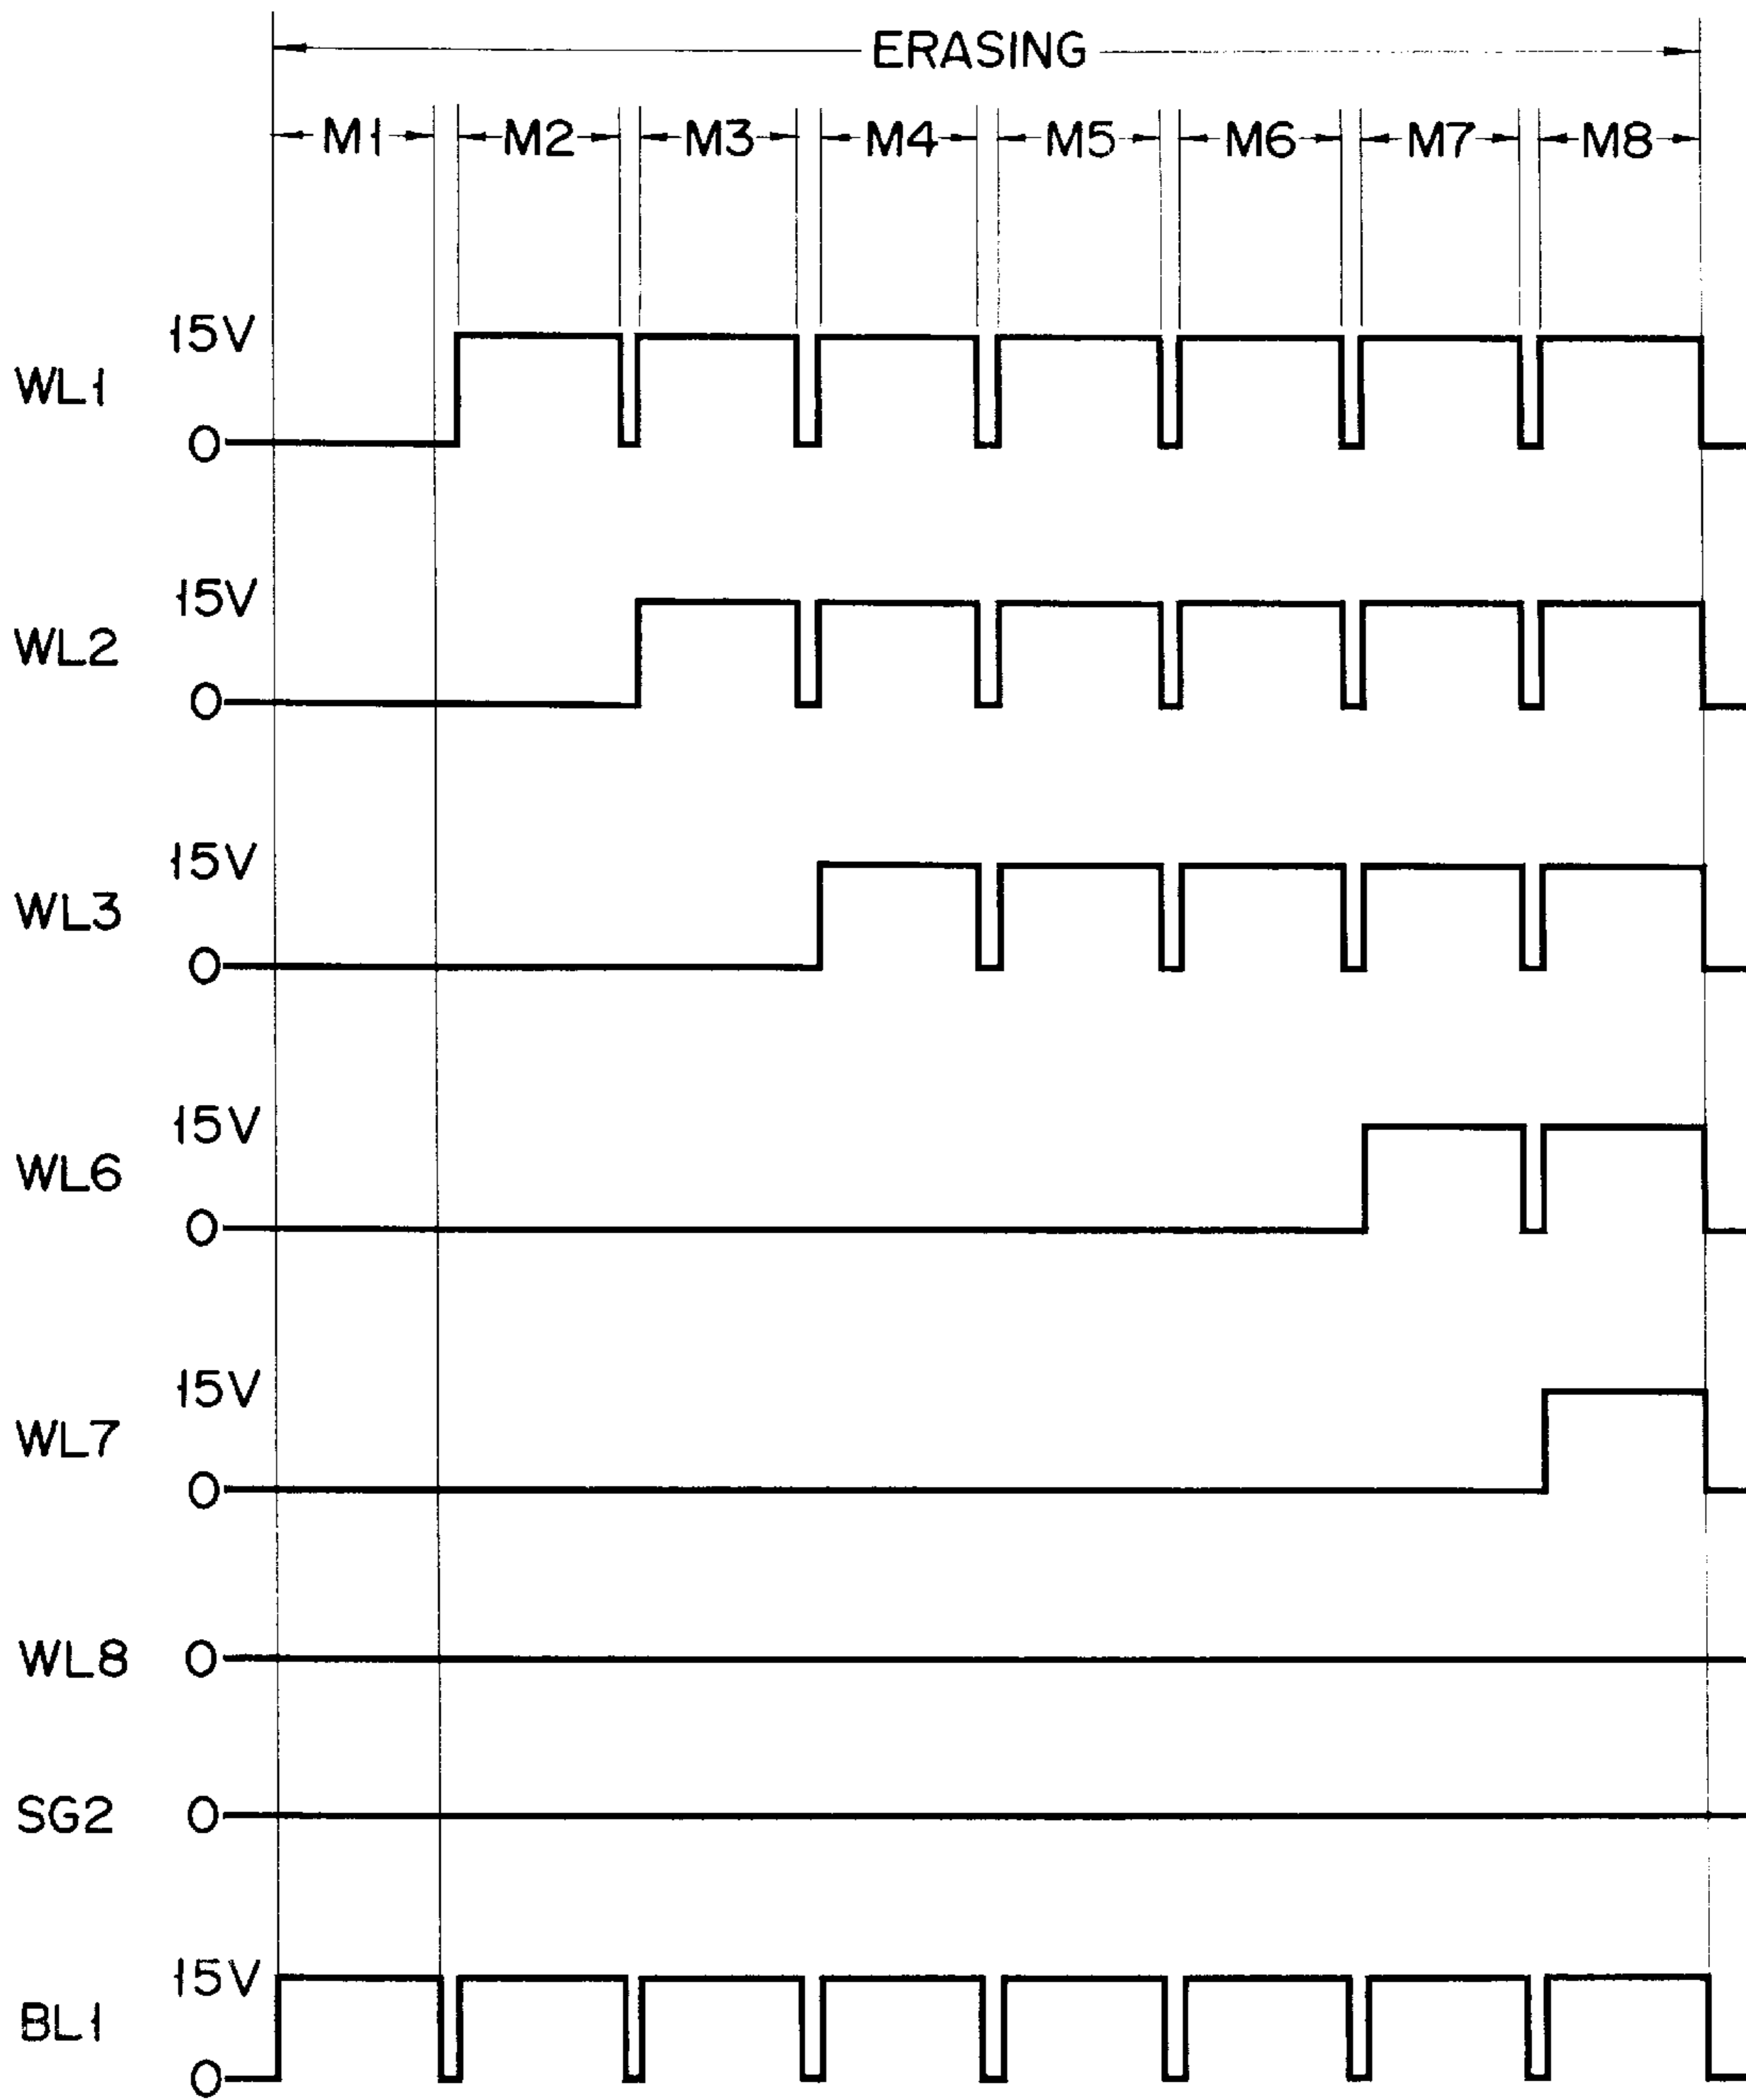 ERASING
M1 M2 M3 M4 M5 M6 M7 M8
15V
WL1
0
15V
WL2
0
15V
WL3
0
15V
WL6
0
15V
WL7
0
WL8 0
SG2 0
15V
BL1
0